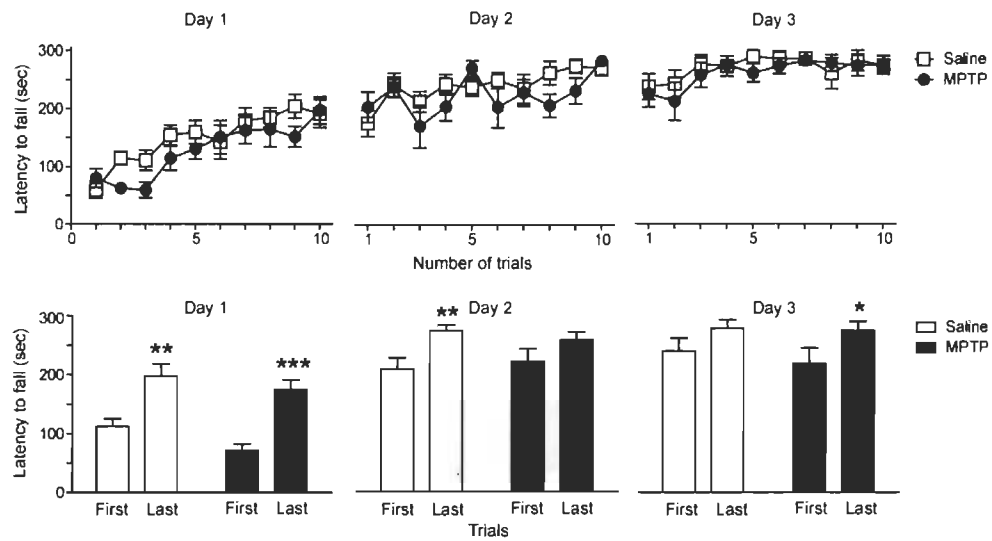 Day 1
Day 2
Day 3
Latency to fall (sec)
300
200
100
0
Saline
MPTP
0 5 10
1 5 10
1 5 10
Number of trials
Day 1
Day 2
Day 3
Latency to fall (sec)
300
200
100
0
** ***
**
*
Saline
MPTP
First Last First Last
First Last First Last
First Last First Last
Trials